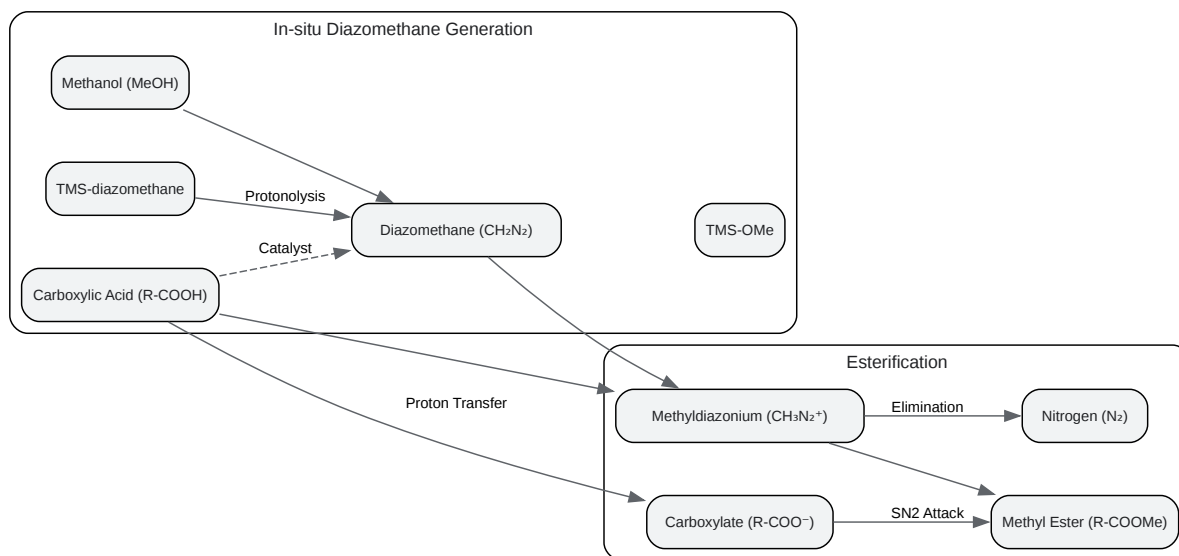 In-situ Diazomethane Generation
Methanol (MeOH)
TMS-diazomethane
Protonolysis
Diazomethane (CH₂N₂)
TMS-OMe
Catalyst
Carboxylic Acid (R-COOH)
Esterification
Proton Transfer
Methyldiazonium (CH₃N₂⁺)
Elimination
Nitrogen (N₂)
Carboxylate (R-COO⁻)
SN2 Attack
Methyl Ester (R-COOMe)